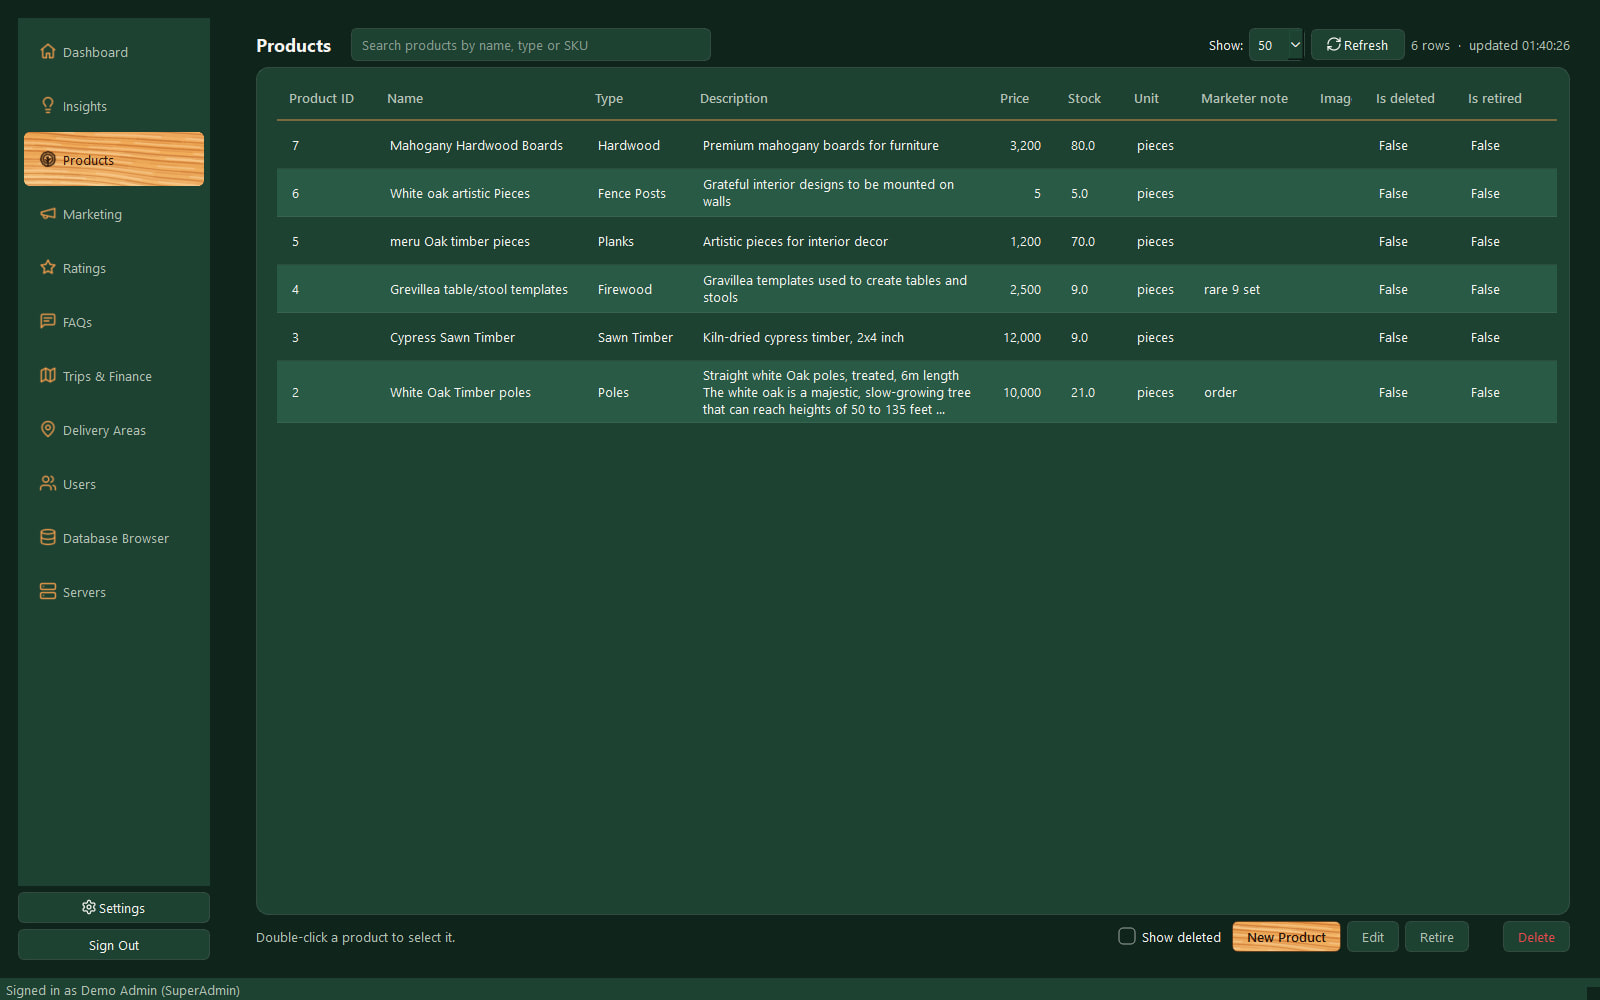 Dashboard
Insights
Products
Marketing
Ratings
FAQs
Trips & Finance
Delivery Areas
Users
Database Browser
Servers
Settings
Sign Out
Products
Search products by name, type or SKU
Show: 50 Refresh 6 rows · updated 01:40:26
Product ID Name Type Description Price Stock Unit Marketer note Imag Is deleted Is retired
7 Mahogany Hardwood Boards Hardwood Premium mahogany boards for furniture 3,200 80.0 pieces False False
6 White oak artistic Pieces Fence Posts Grateful interior designs to be mounted on
walls 5 5.0 pieces False False
5 meru Oak timber pieces Planks Artistic pieces for interior decor 1,200 70.0 pieces False False
4 Grevillea table/stool templates Firewood Gravillea templates used to create tables and
stools 2,500 9.0 pieces rare 9 set False False
3 Cypress Sawn Timber Sawn Timber Kiln-dried cypress timber, 2x4 inch 12,000 9.0 pieces False False
2 White Oak Timber poles Poles Straight white Oak poles, treated, 6m length
The white oak is a majestic, slow-growing tree
that can reach heights of 50 to 135 feet ... 10,000 21.0 pieces order False False
Double-click a product to select it.
Show deleted New Product Edit Retire Delete
Signed in as Demo Admin (SuperAdmin)